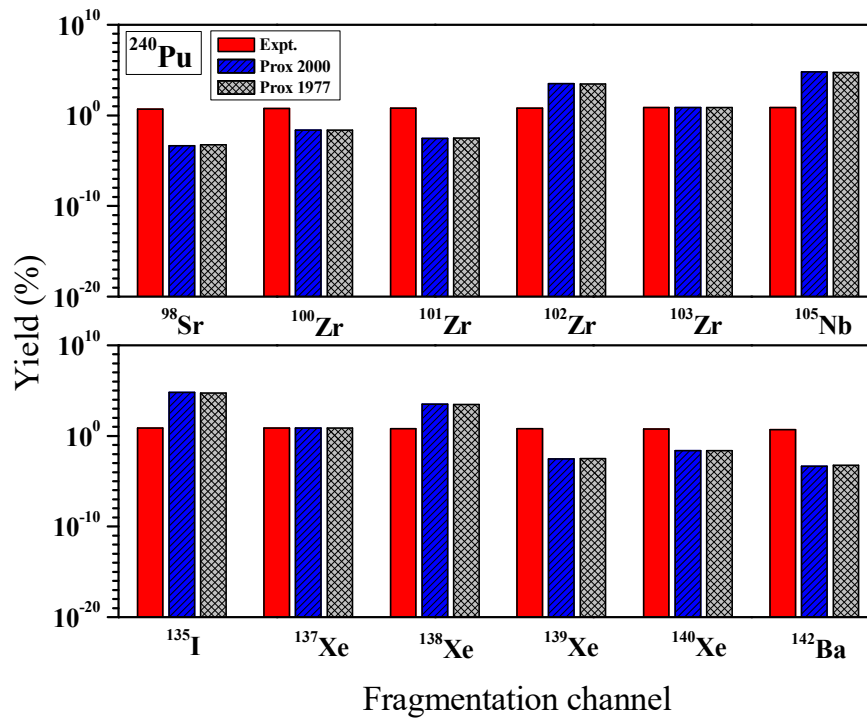 10^10
²⁴⁰Pu
Expt.
Prox 2000
Prox 1977
10^0
10^-10
10^-20
⁹⁸Sr ¹⁰⁰Zr ¹⁰¹Zr ¹⁰²Zr ¹⁰³Zr ¹⁰⁵Nb
Yield (%)
10^10
10^0
10^-10
10^-20
¹³⁵I ¹³⁷Xe ¹³⁸Xe ¹³⁹Xe ¹⁴⁰Xe ¹⁴²Ba
Fragmentation channel